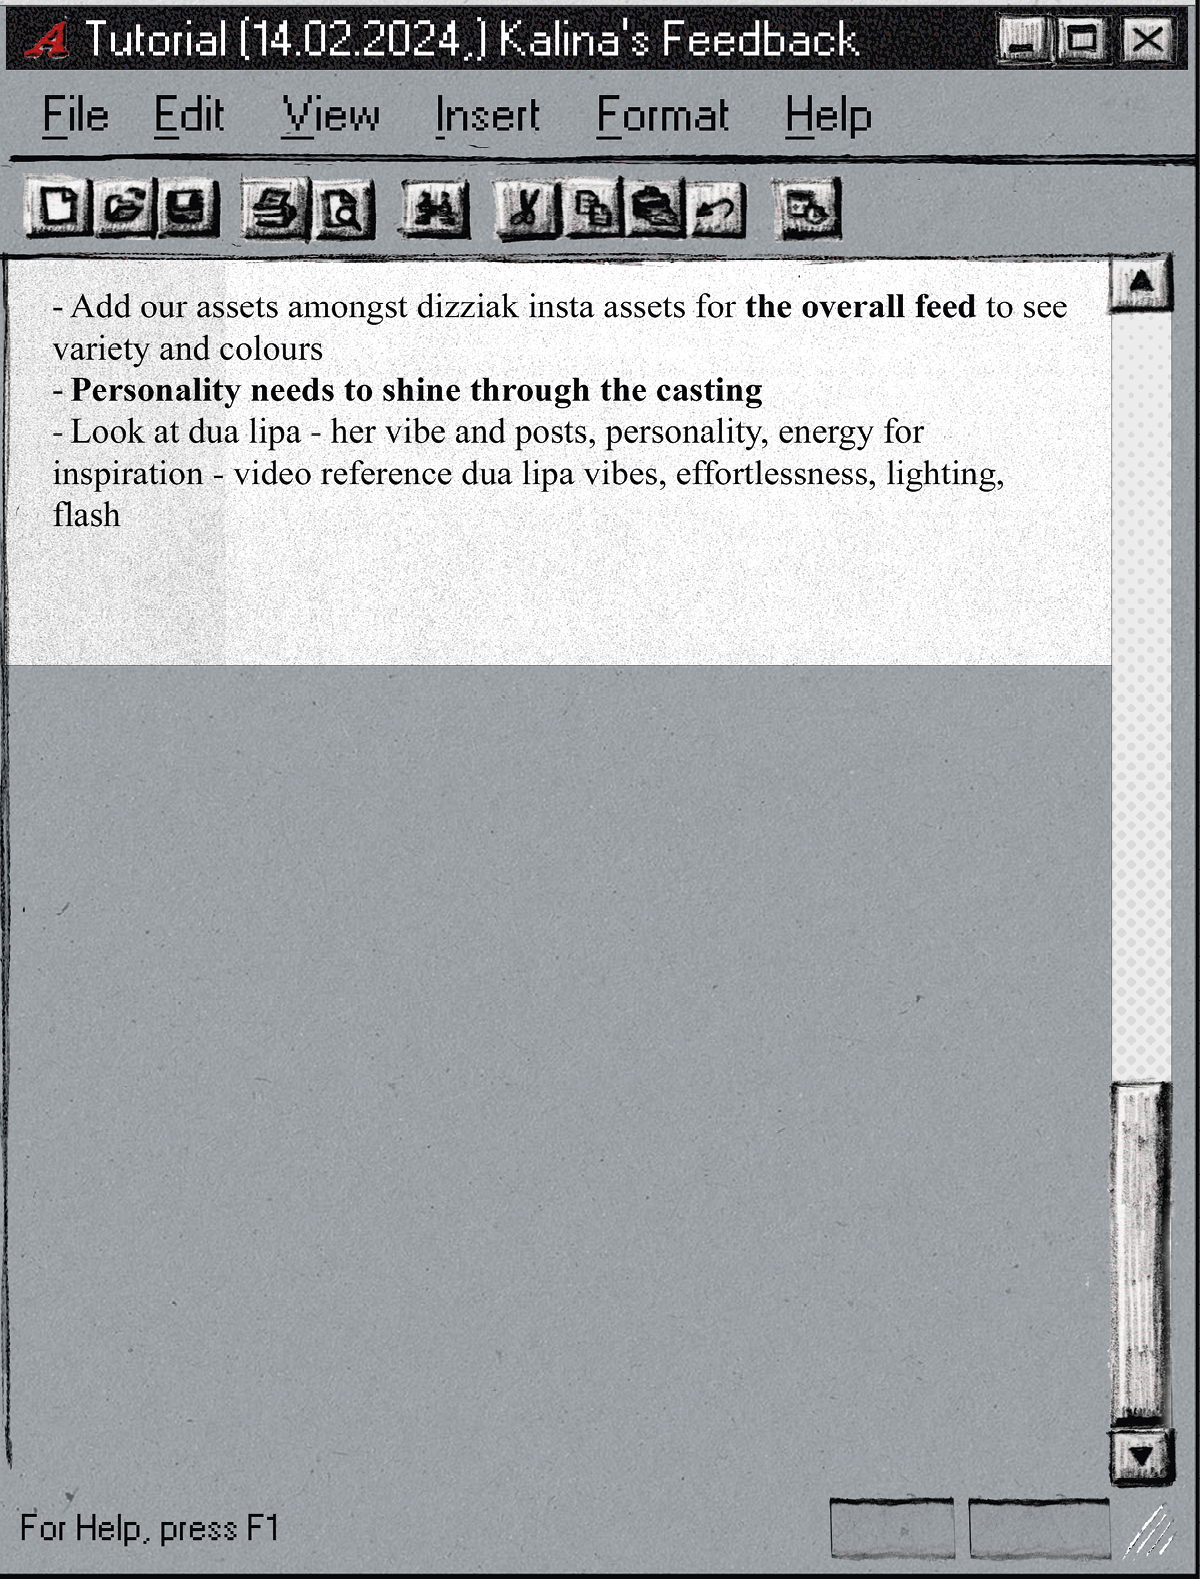 A Tutorial (14.02.2024,) Kalina's Feedback
File Edit View Insert Format Help
- Add our assets amongst dizziak insta assets for the overall feed to see
variety and colours
- Personality needs to shine through the casting
- Look at dua lipa - her vibe and posts, personality, energy for
inspiration - video reference dua lipa vibes, effortlessness, lighting,
flash
For Help, press F1